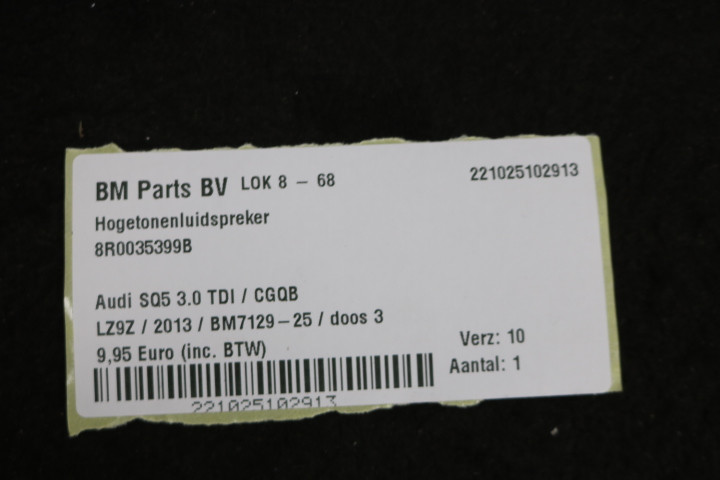 BM Parts BV LOK 8 - 68 221025102913
Hogetonenluidspreker
8R0035399B
Audi SQ5 3.0 TDI / CGQB
LZ9Z / 2013 / BM7129-25 / doos 3
9,95 Euro (inc. BTW) Verz: 10
Aantal: 1
221025102913